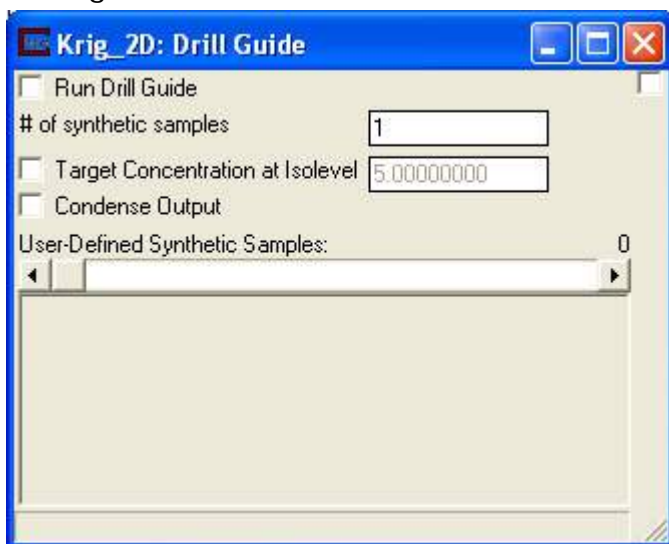 Krig_2D: Drill Guide
Run Drill Guide
# of synthetic samples 1
Target Concentration at Isolevel 5.00000000
Condense Output
User-Defined Synthetic Samples: 0